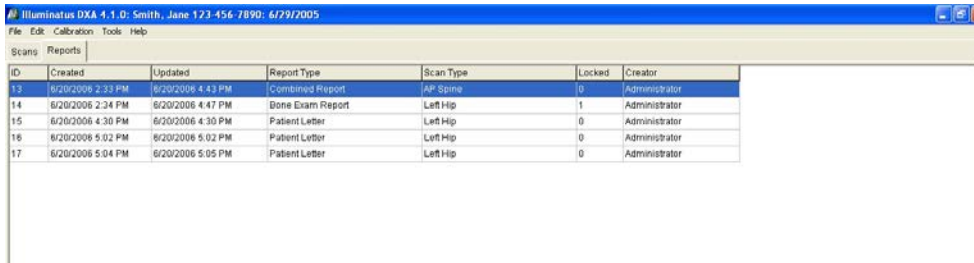 Illuminatus DXA 4.1.0: Smith, Jane 123-456-7890: 6/29/2005
File Edit Calibration Tools Help
Scans Reports
ID Created Updated Report Type Scan Type Locked Creator
13 6/20/2006 2:33 PM 6/20/2006 4:43 PM Combined Report AP Spine 0 Administrator
14 6/20/2006 2:34 PM 6/20/2006 4:47 PM Bone Exam Report Left Hip 1 Administrator
15 6/20/2006 4:30 PM 6/20/2006 4:30 PM Patient Letter Left Hip 0 Administrator
16 6/20/2006 5:02 PM 6/20/2006 5:02 PM Patient Letter Left Hip 0 Administrator
17 6/20/2006 5:04 PM 6/20/2006 5:05 PM Patient Letter Left Hip 0 Administrator